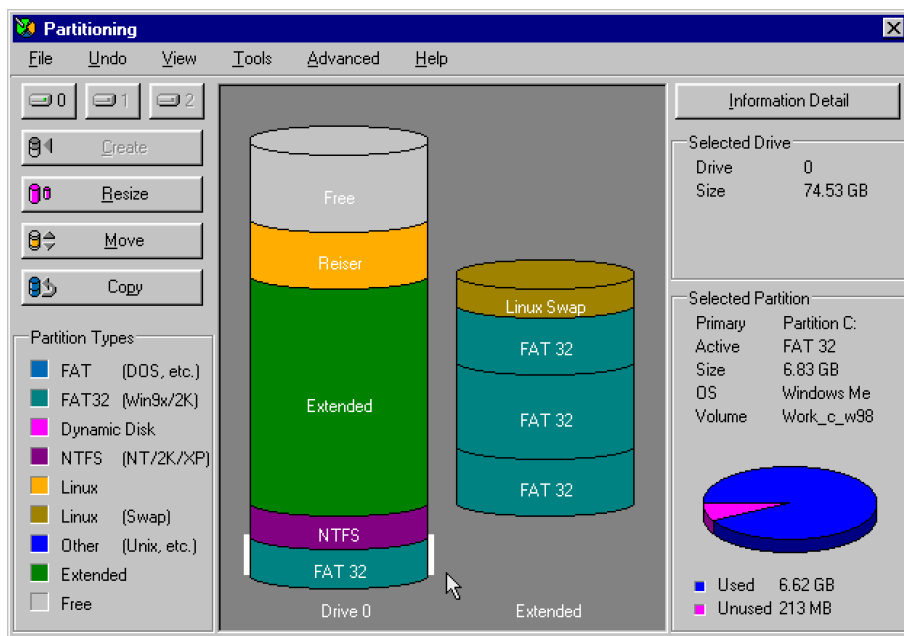 Partitioning
File Undo View Tools Advanced Help
0 1 2
Create
Resize
Move
Copy
Partition Types
FAT (DOS, etc.)
FAT32 (Win9x/2K)
Dynamic Disk
NTFS (NT/2K/XP)
Linux
Linux (Swap)
Other (Unix, etc.)
Extended
Free
Free
Reiser
Extended
NTFS
FAT 32
Drive 0
Linux Swap
FAT 32
FAT 32
FAT 32
Extended
Information Detail
Selected Drive
Drive 0
Size 74.53 GB
Selected Partition
Primary Partition C:
Active FAT 32
Size 6.83 GB
OS Windows Me
Volume Work_c_w98
Used 6.62 GB
Unused 213 MB